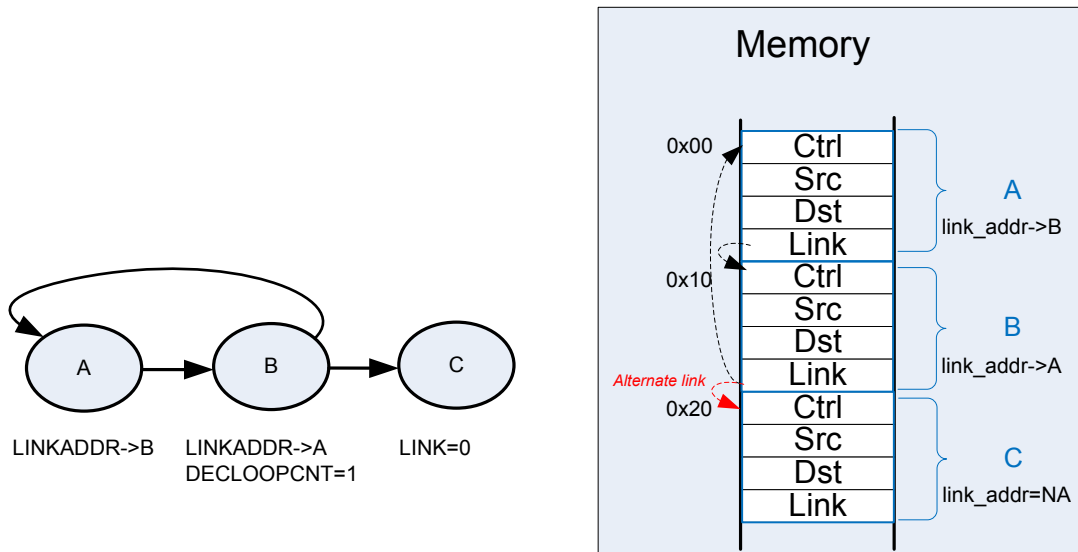 A
B
C
LINKADDR->B
LINKADDR->A
DECLOOPCNT=1
LINK=0
Memory
0x00
Ctrl
Src
Dst
Link
A
link_addr->B
0x10
Ctrl
Src
Dst
Link
B
link_addr->A
Alternate link
0x20
Ctrl
Src
Dst
Link
C
link_addr=NA